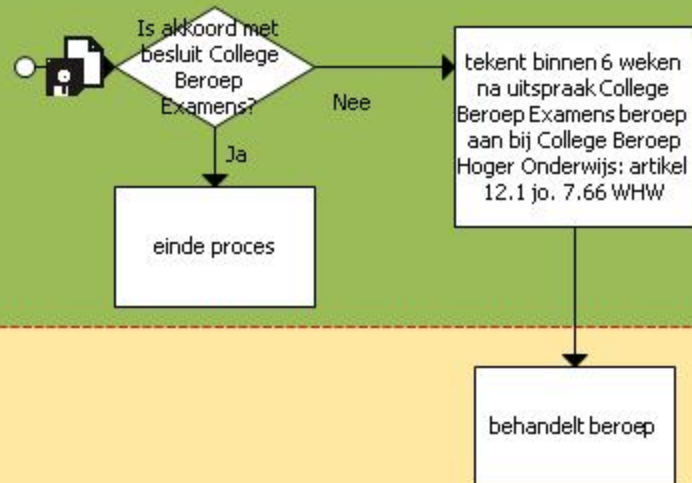 Is akkoord met
besluit College
Beroep
Examens?
Nee
Ja
tekent binnen 6 weken
na uitspraak College
Beroep Examens beroep
aan bij College Beroep
Hoger Onderwijs: artikel
12.1 jo. 7.66 WHW
einde proces
behandelt beroep